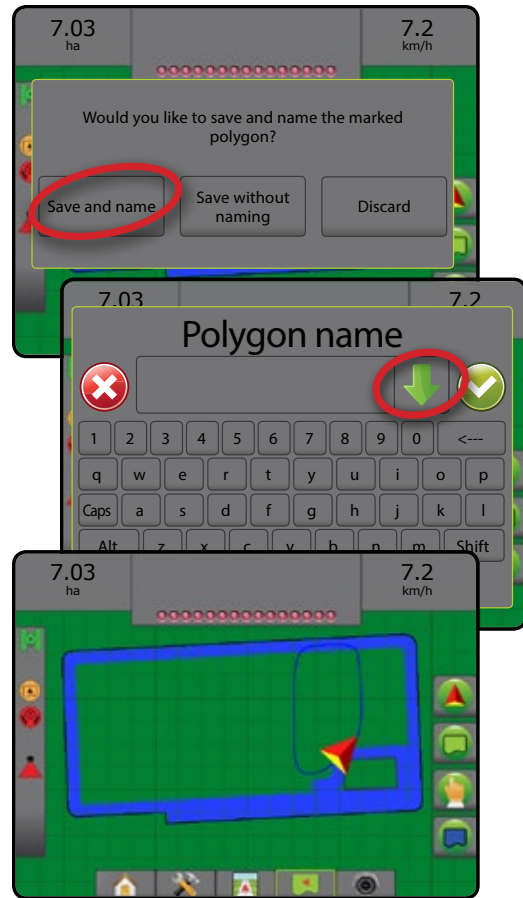 7.03 7.2
ha km/h
Would you like to save and name the marked
polygon?
Save and name Save without naming Discard
7.03 7.2
Polygon name
1 2 3 4 5 6 7 8 9 0 <---
q w e r t y u i o p
Caps a s d f g h j k l
Alt z x c v b n m Shift
7.03 7.2
ha km/h